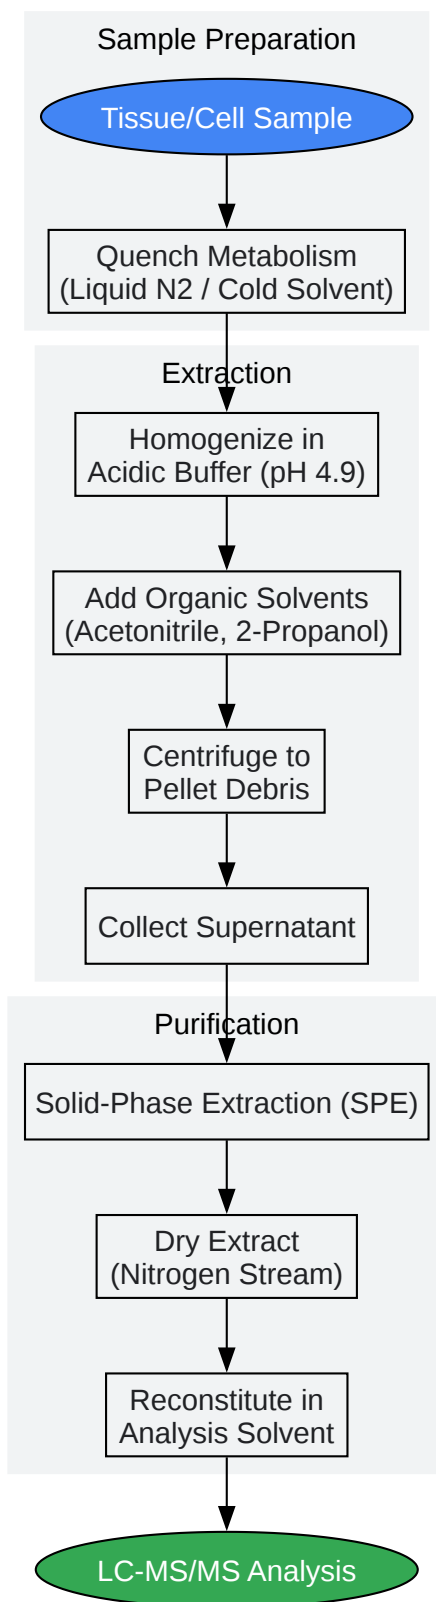 Sample Preparation
Tissue/Cell Sample
Quench Metabolism
(Liquid N2 / Cold Solvent)
Extraction
Homogenize in
Acidic Buffer (pH 4.9)
Add Organic Solvents
(Acetonitrile, 2-Propanol)
Centrifuge to
Pellet Debris
Collect Supernatant
Purification
Solid-Phase Extraction (SPE)
Dry Extract
(Nitrogen Stream)
Reconstitute in
Analysis Solvent
LC-MS/MS Analysis